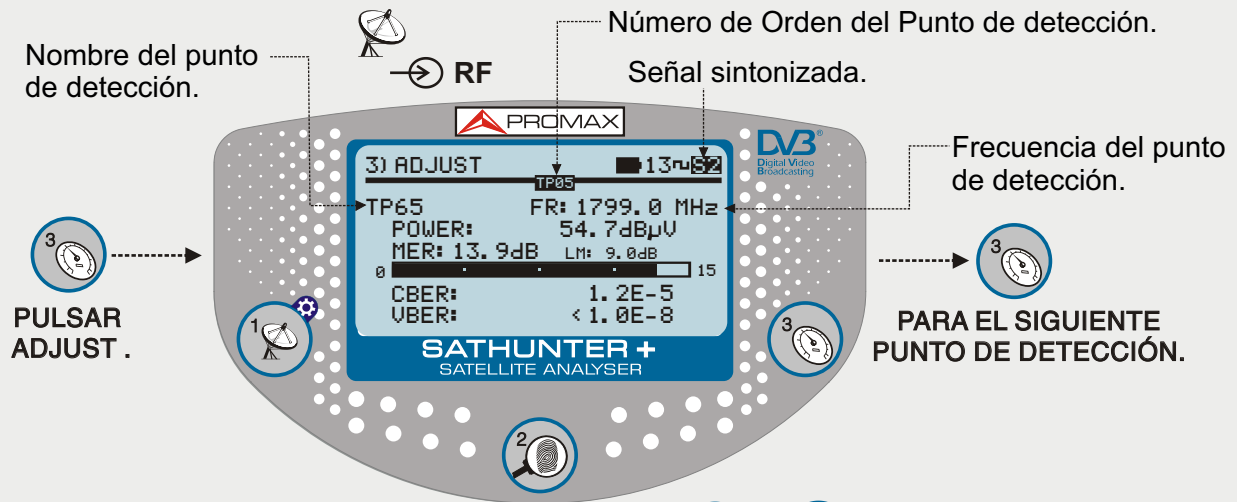 Número de Orden del Punto de detección.
Nombre del punto
de detección.
RF
Señal sintonizada.
PROMAX
DVB®
Digital Video
Broadcasting
Frecuencia del punto
de detección.
3) ADJUST 13 S2
TP05
TP65 FR: 1799.0 MHz
POWER: 54.7dBµV
MER: 13.9dB LM: 9.0dB
0 15
CBER: 1.2E-5
VBER: <1.0E-8
SATHUNTER +
SATELLITE ANALYSER
3
PULSAR
ADJUST .
1
2
3
3
PARA EL SIGUIENTE
PUNTO DE DETECCIÓN.